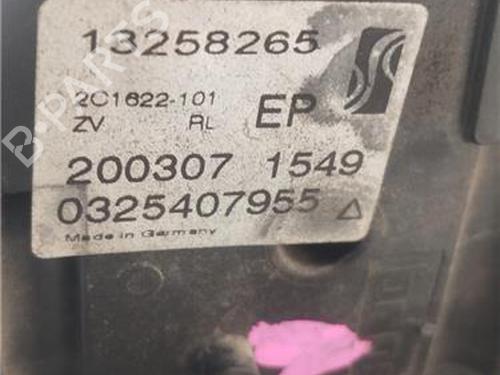 13258265
2C1622-101
ZV RL EP
200307 1549
0325407955
Made in Germany
B-PARTS